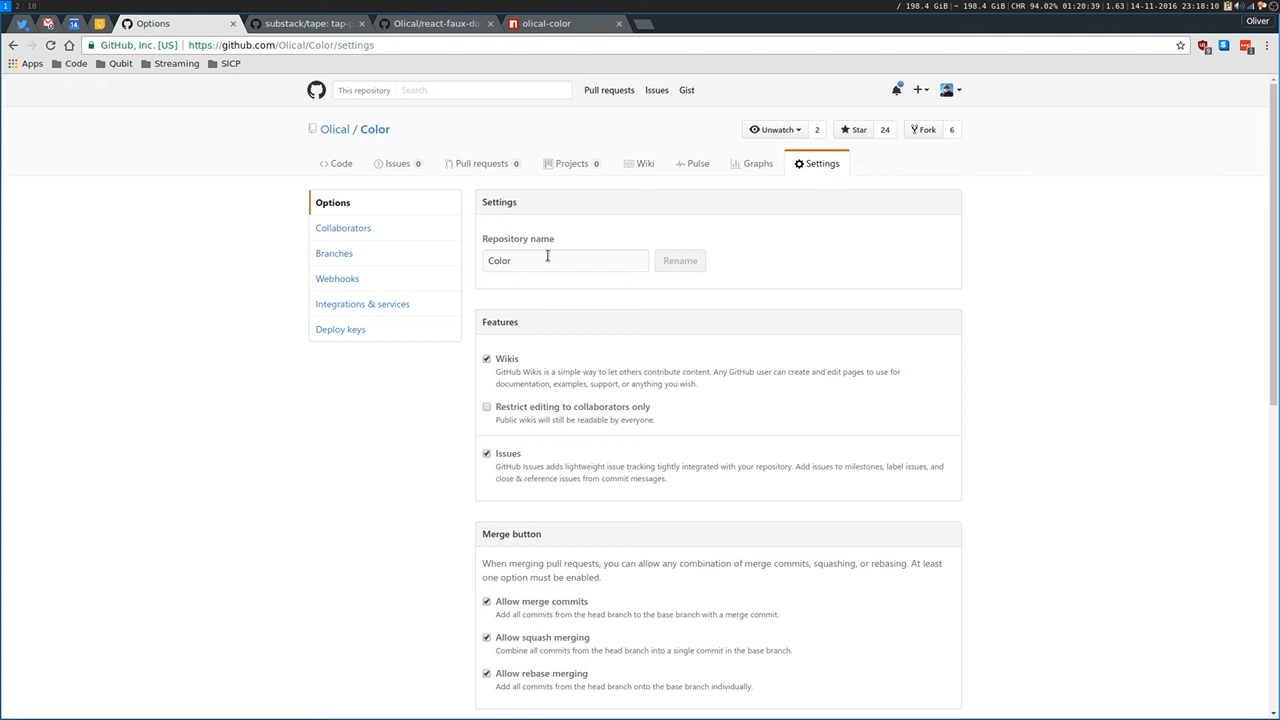 1 2 10
/ 198.4 GiB ~ 198.4 GiB CHR 94.02% 01:20:39 1.63 14-11-2016 23:18:10
Options
substack/tape: tap-
Olical/react-faux-do
olical-color
Oliver
GitHub, Inc. [US] https://github.com/Olical/Color/settings
Apps Code Qubit Streaming SICP
This repository Search Pull requests Issues Gist
Olical / Color
Unwatch 2 Star 24 Fork 6
Code Issues 0 Pull requests 0 Projects 0 Wiki Pulse Graphs Settings
Options
Collaborators
Branches
Webhooks
Integrations & services
Deploy keys
Settings
Repository name
Color Rename
Features
Wikis
GitHub Wikis is a simple way to let others contribute content. Any GitHub user can create and edit pages to use for
documentation, examples, support, or anything you wish.
Restrict editing to collaborators only
Public wikis will still be readable by everyone.
Issues
GitHub Issues adds lightweight issue tracking tightly integrated with your repository. Add issues to milestones, label issues, and
close & reference issues from commit messages.
Merge button
When merging pull requests, you can allow any combination of merge commits, squashing, or rebasing. At least
one option must be enabled.
Allow merge commits
Add all commits from the head branch to the base branch with a merge commit.
Allow squash merging
Combine all commits from the head branch into a single commit in the base branch.
Allow rebase merging
Add all commits from the head branch onto the base branch individually.